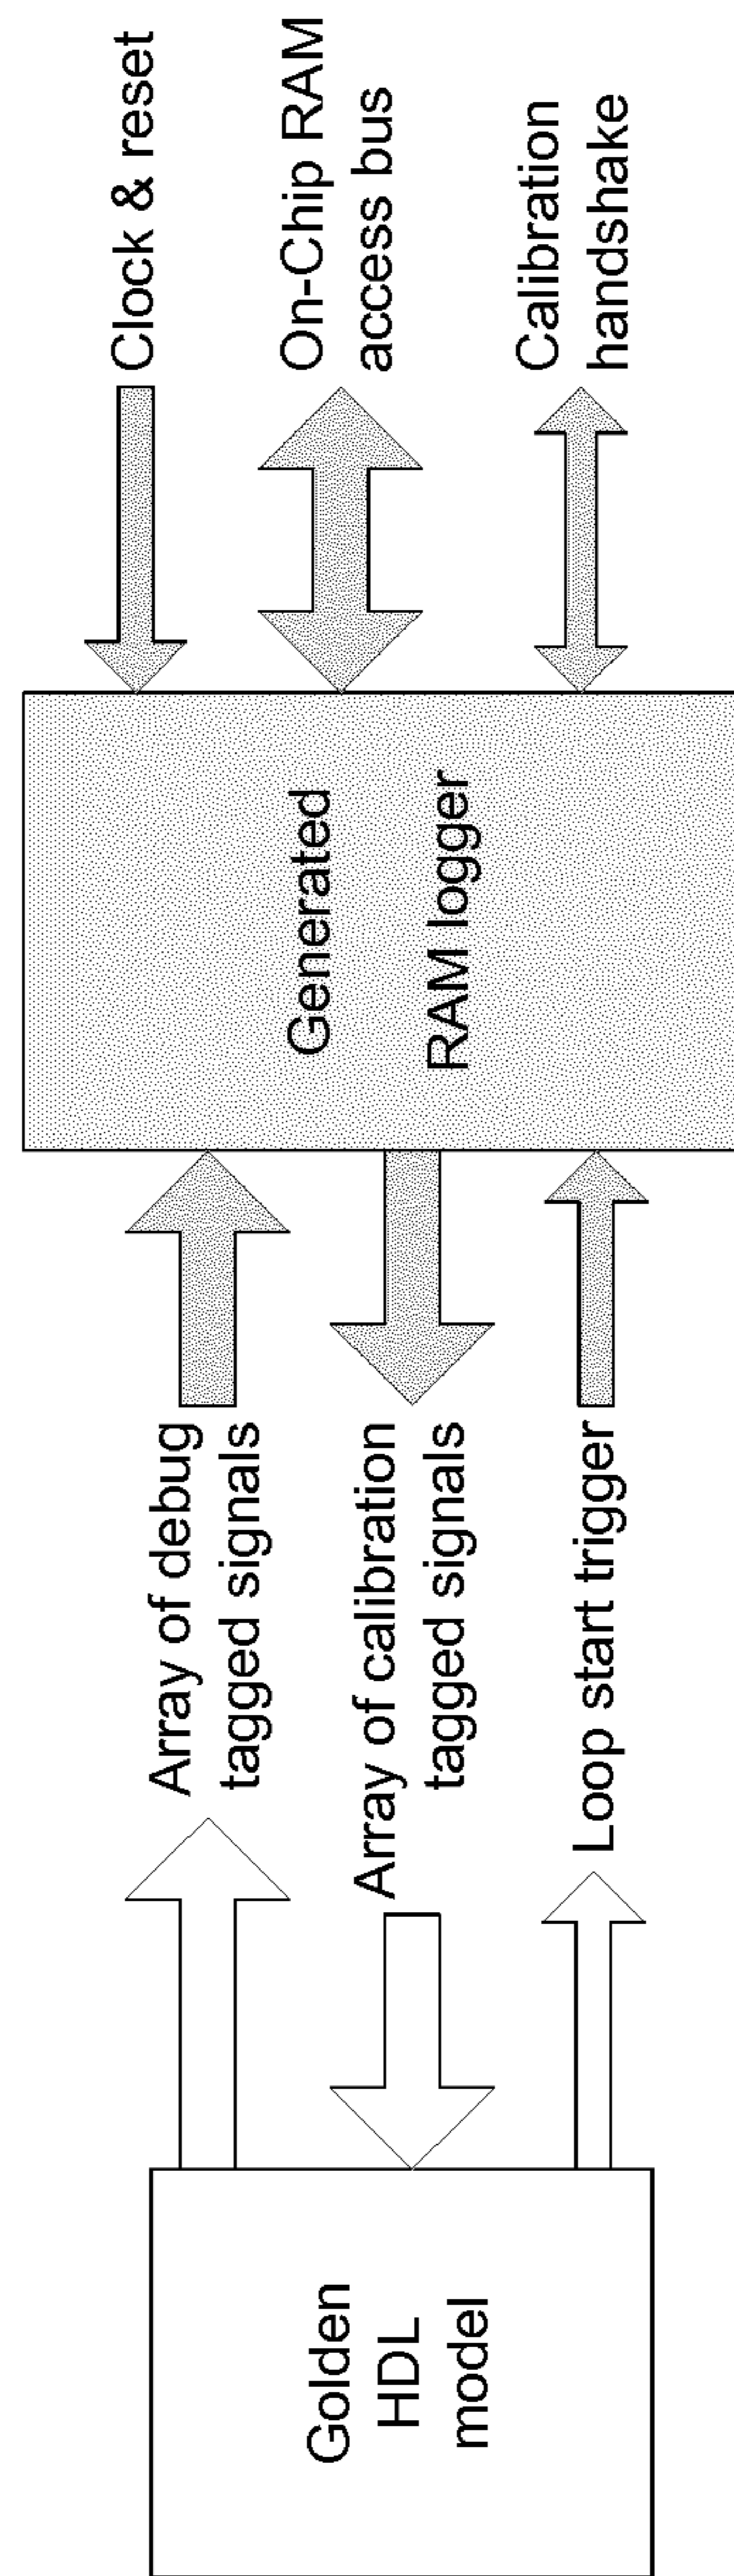 Golden
HDL
model
Array of debug
tagged signals
Array of calibration
tagged signals
Loop start trigger
Generated
RAM logger
Clock & reset
On-Chip RAM
access bus
Calibration
handshake